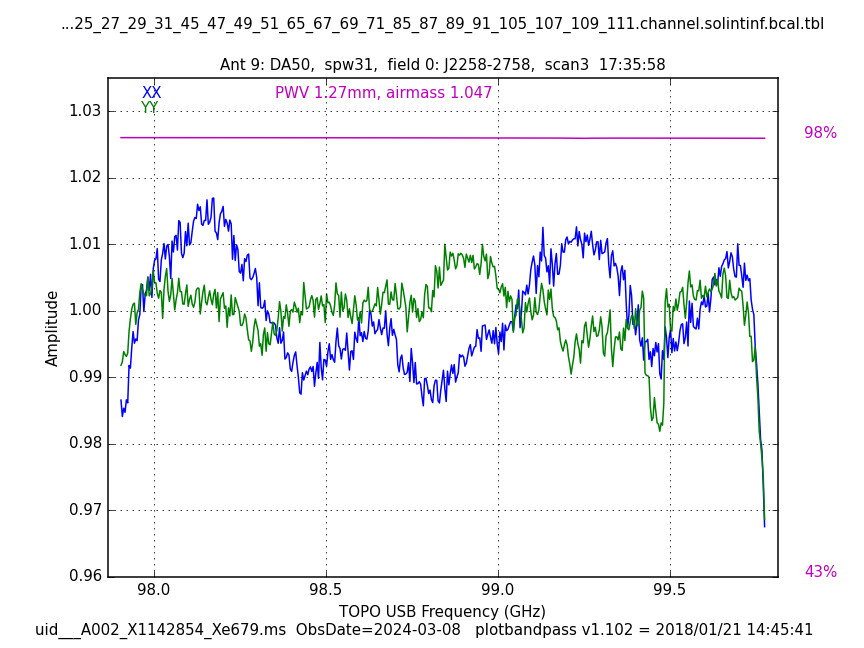 ...25_27_29_31_45_47_49_51_65_67_69_71_85_87_89_91_105_107_109_111.channel.solintinf.bcal.tbl
Ant 9: DA50,  spw31,  field 0: J2258-2758,  scan3  17:35:58
XX
PWV 1.27mm, airmass 1.047
YY
1.03
98%
1.02
1.01
1.00
Amplitude
0.99
0.98
0.97
0.96
43%
98.0
98.5
99.0
99.5
TOPO USB Frequency (GHz)
uid___A002_X1142854_Xe679.ms  ObsDate=2024-03-08   plotbandpass v1.102 = 2018/01/21 14:45:41